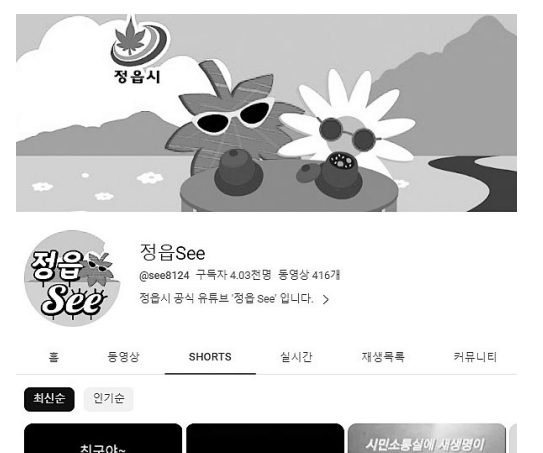 정읍시
정읍
See
정읍See
@see8124 구독자 4.03천명 동영상 416개
정읍시 공식 유튜브 '정읍 See' 입니다.
홈 동영상 SHORTS 실시간 재생목록 커뮤니티
최신순 인기순
친구야~
시민소통실에 새생명이